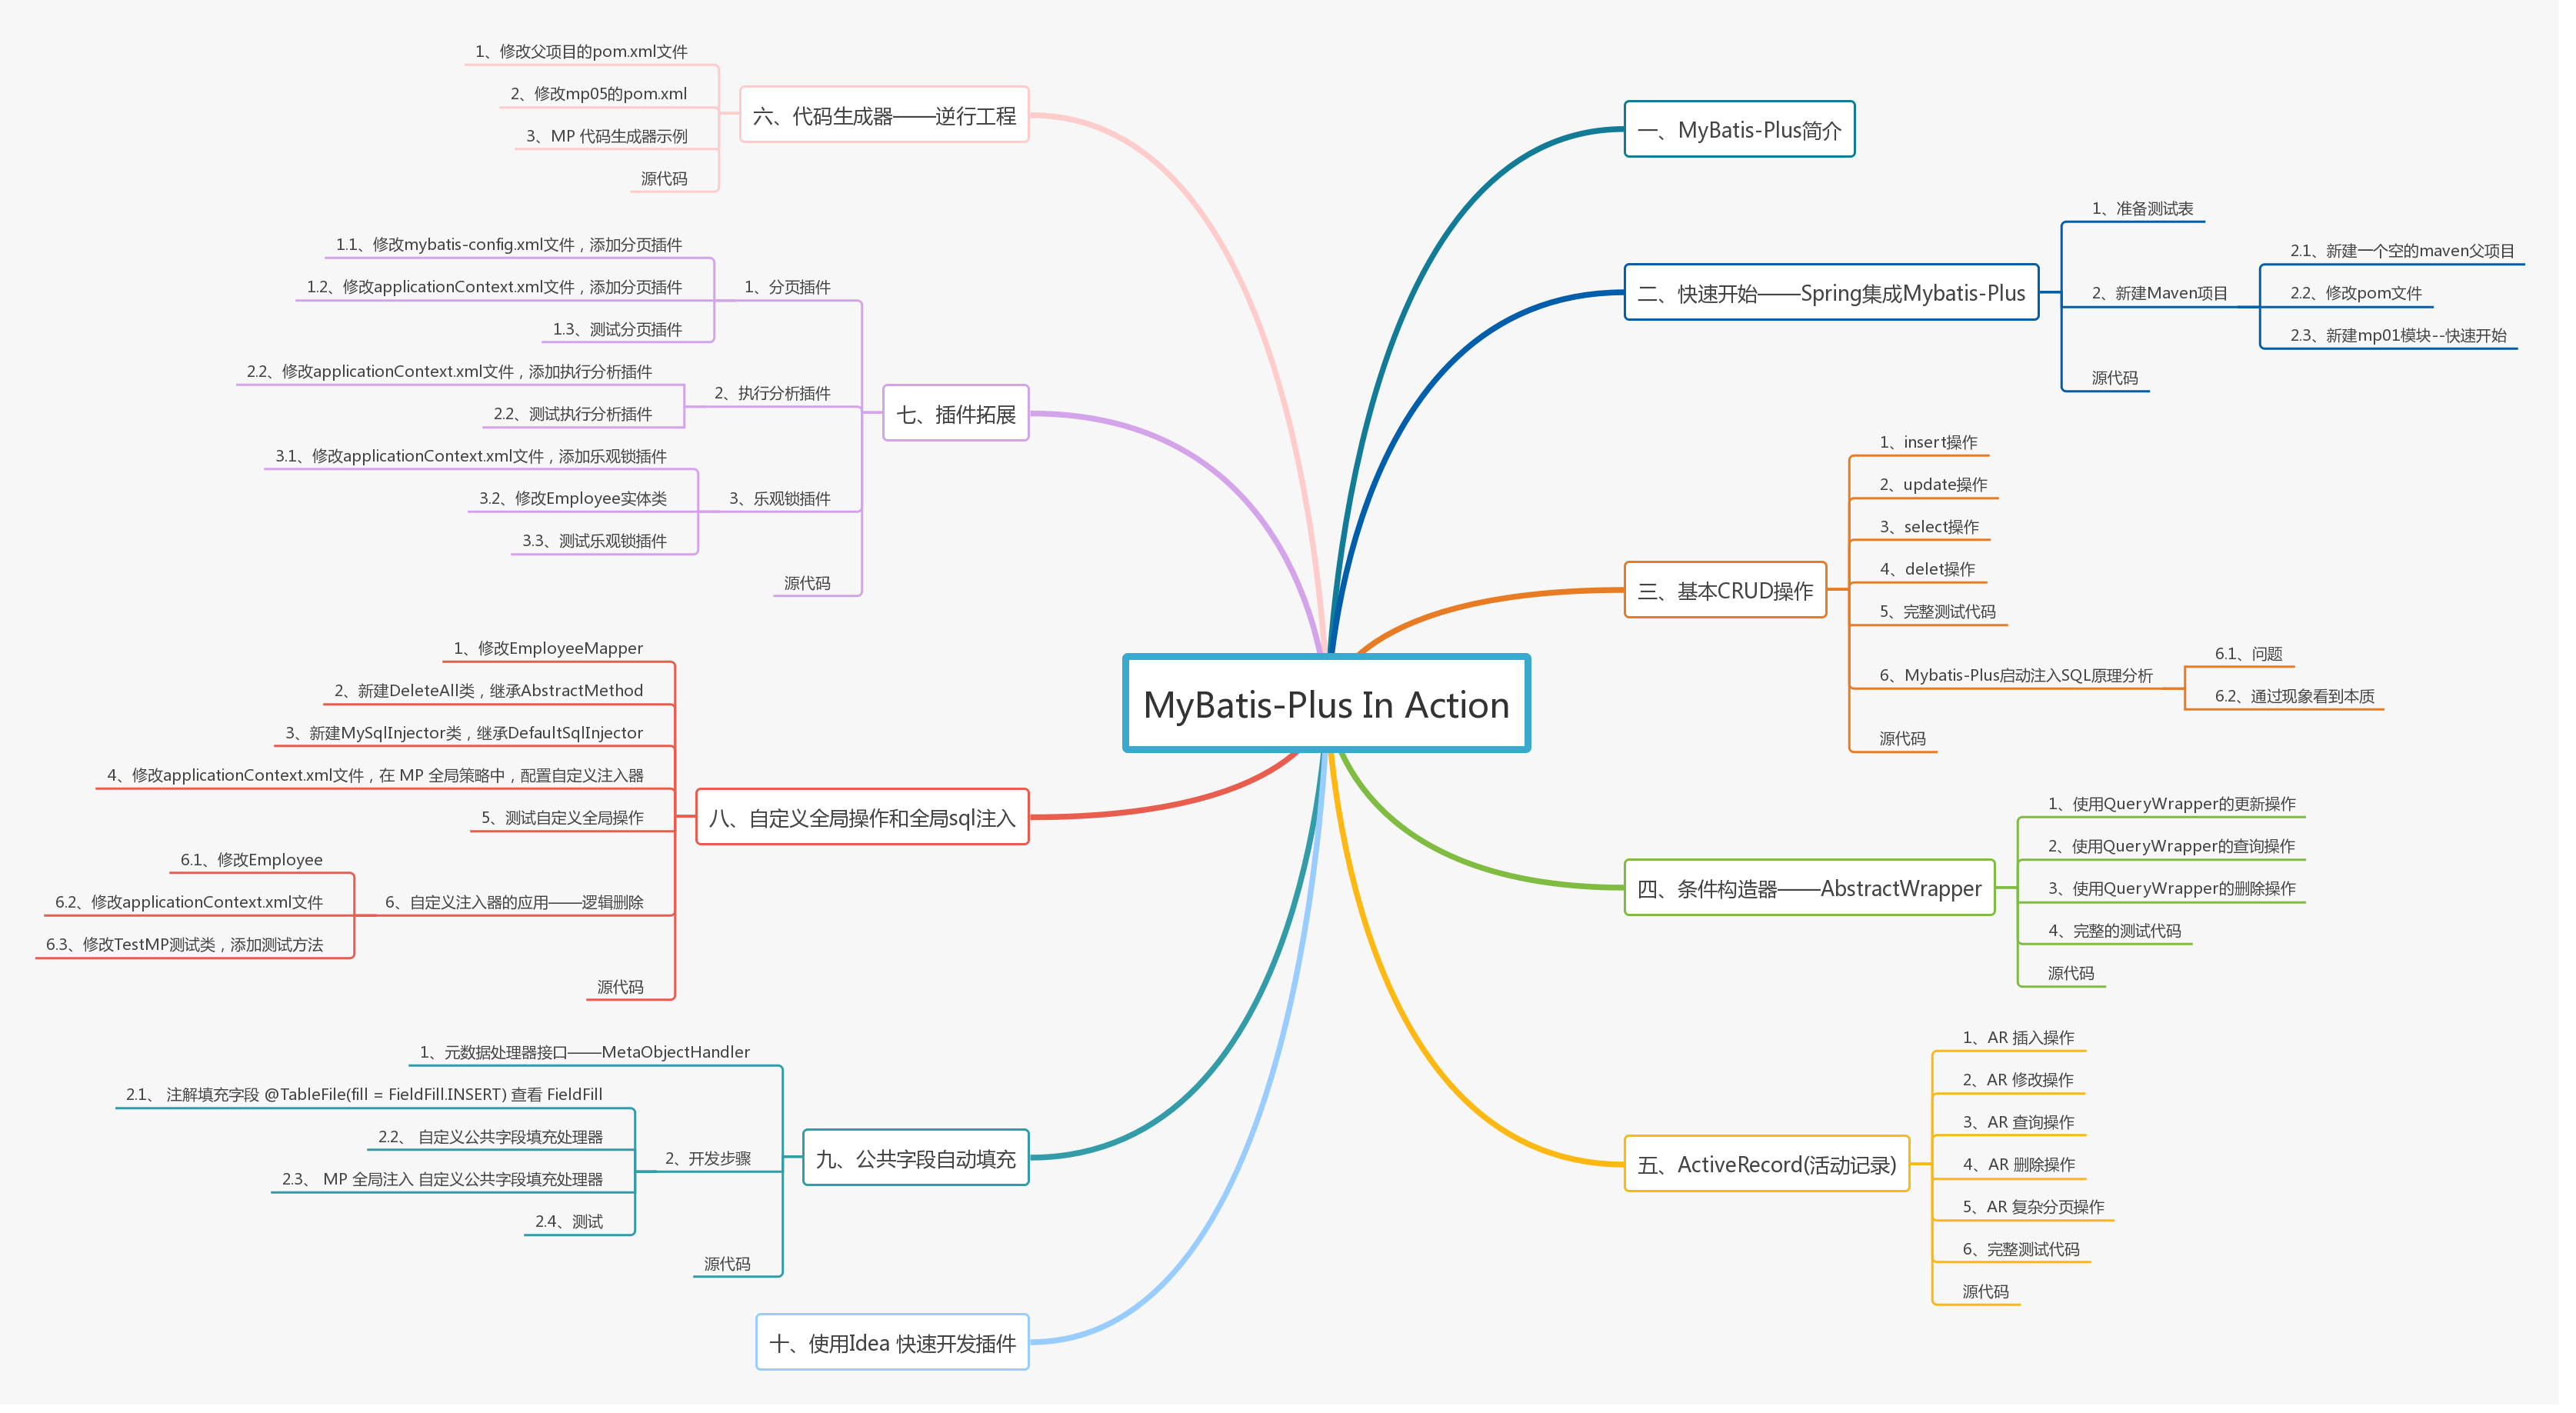 MyBatis-Plus In Action
一、MyBatis-Plus简介
二、快速开始——Spring集成Mybatis-Plus
1、准备测试表
2、新建Maven项目
2.1、新建一个空的maven父项目
2.2、修改pom文件
2.3、新建mp01模块--快速开始
源代码
三、基本CRUD操作
1、insert操作
2、update操作
3、select操作
4、delet操作
5、完整测试代码
6、Mybatis-Plus启动注入SQL原理分析
6.1、问题
6.2、通过现象看到本质
源代码
四、条件构造器——AbstractWrapper
1、使用QueryWrapper的更新操作
2、使用QueryWrapper的查询操作
3、使用QueryWrapper的删除操作
4、完整的测试代码
源代码
五、ActiveRecord(活动记录)
1、AR 插入操作
2、AR 修改操作
3、AR 查询操作
4、AR 删除操作
5、AR 复杂分页操作
6、完整测试代码
源代码
六、代码生成器——逆行工程
1、修改父项目的pom.xml文件
2、修改mp05的pom.xml
3、MP 代码生成器示例
源代码
七、插件拓展
1、分页插件
1.1、修改mybatis-config.xml文件，添加分页插件
1.2、修改applicationContext.xml文件，添加分页插件
1.3、测试分页插件
2、执行分析插件
2.2、修改applicationContext.xml文件，添加执行分析插件
2.2、测试执行分析插件
3、乐观锁插件
3.1、修改applicationContext.xml文件，添加乐观锁插件
3.2、修改Employee实体类
3.3、测试乐观锁插件
源代码
八、自定义全局操作和全局sql注入
1、修改EmployeeMapper
2、新建DeleteAll类，继承AbstractMethod
3、新建MySqlInjector类，继承DefaultSqlInjector
4、修改applicationContext.xml文件，在 MP 全局策略中，配置自定义注入器
5、测试自定义全局操作
6、自定义注入器的应用——逻辑删除
6.1、修改Employee
6.2、修改applicationContext.xml文件
6.3、修改TestMP测试类，添加测试方法
源代码
九、公共字段自动填充
1、元数据处理器接口——MetaObjectHandler
2、开发步骤
2.1、 注解填充字段 @TableFile(fill = FieldFill.INSERT) 查看 FieldFill
2.2、 自定义公共字段填充处理器
2.3、 MP 全局注入 自定义公共字段填充处理器
2.4、测试
源代码
十、使用Idea 快速开发插件